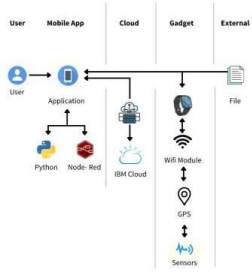 User
Mobile App
Cloud
Gadget
External
User
Application
File
Python
Node- Red
IBM Cloud
Wifi Module
GPS
Sensors